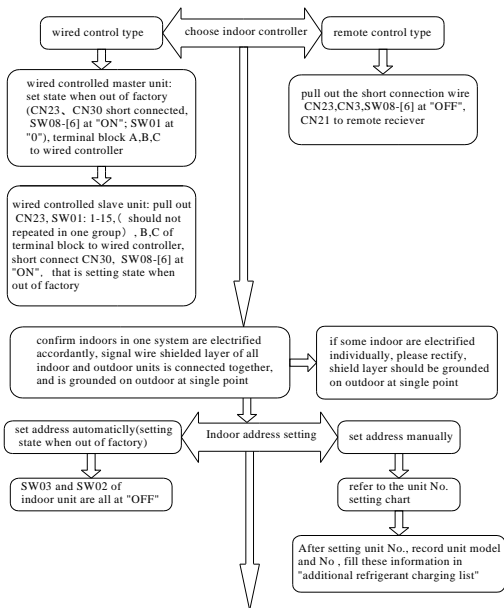 wired control type
choose indoor controller
remote control type
wired controlled master unit:
set state when out of factory
(CN23、CN30 short connected,
SW08-[6] at "ON"; SW01 at
"0"), terminal block A,B,C
to wired controller
pull out the short connection wire
CN23,CN3,SW08-[6] at "OFF",
CN21 to remote reciever
wired controlled slave unit: pull out
CN23, SW01: 1-15,（ should not
repeated in one group）, B,C of
terminal block to wired controller,
short connect CN30, SW08-[6] at
"ON". that is setting state when
out of factory
confirm indoors in one system are electrified
accordantly, signal wire shielded layer of all
indoor and outdoor units is connected together,
and is grounded on outdoor at single point
if some indoor are electrified
individually, please rectify,
shield layer should be grounded
on outdoor at single point
set address automaticlly(setting
state when out of factory)
Indoor address setting
set address manually
SW03 and SW02 of
indoor unit are all at "OFF"
refer to the unit No.
setting chart
After setting unit No., record unit model
and No , fill these information in
"additional refrigerant charging list"